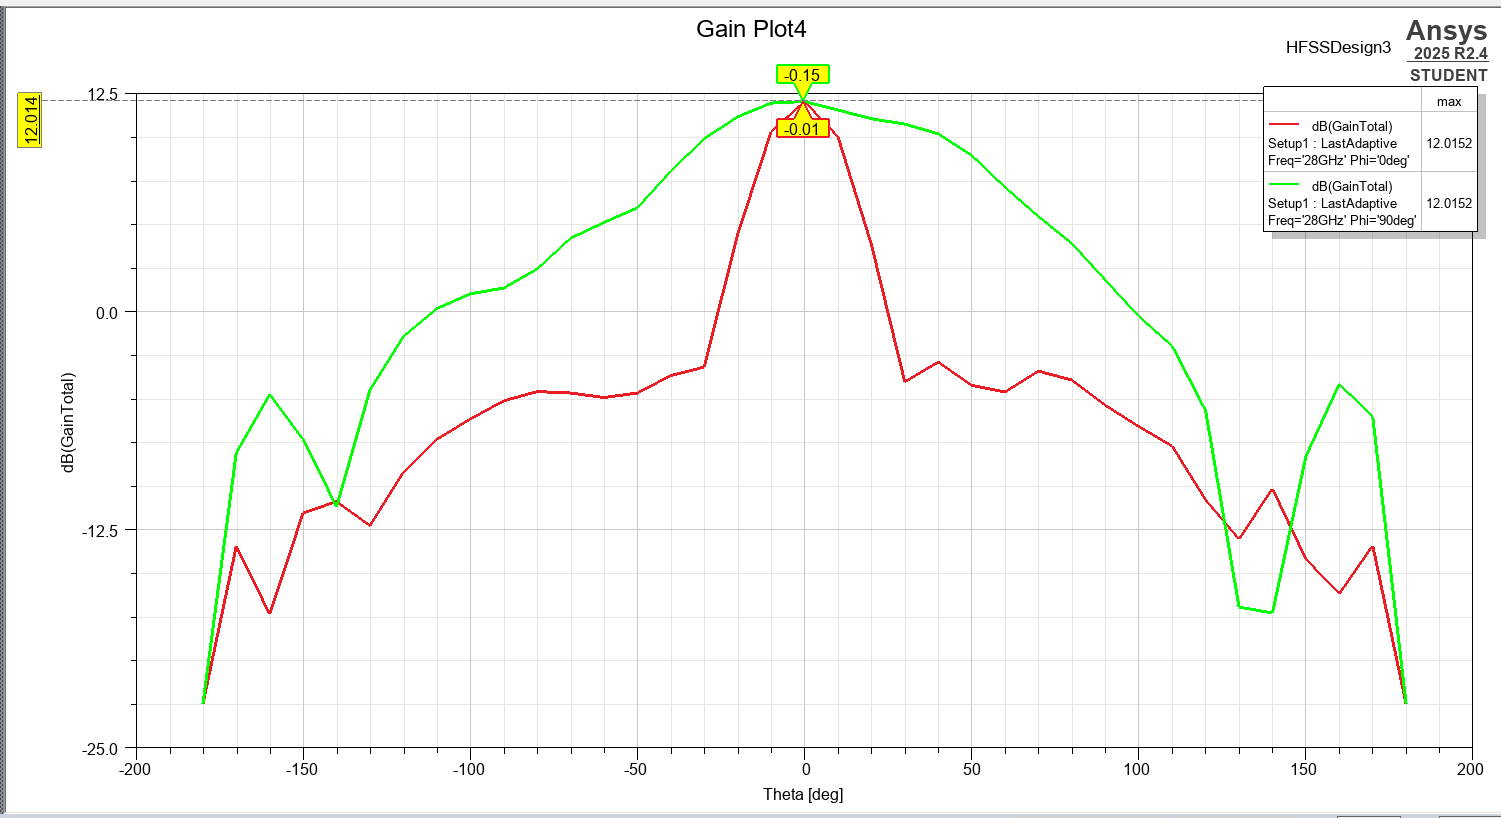 Gain Plot4
HFSSDesign3
Ansys
2025 R2.4
STUDENT
max
dB(GainTotal)
Setup1 : LastAdaptive
Freq='28GHz' Phi='0deg'
12.0152
dB(GainTotal)
Setup1 : LastAdaptive
Freq='28GHz' Phi='90deg'
12.0152
-0.15
-0.01
12.014
12.5
0.0
-12.5
-25.0
dB(GainTotal)
-200
-150
-100
-50
0
50
100
150
200
Theta [deg]